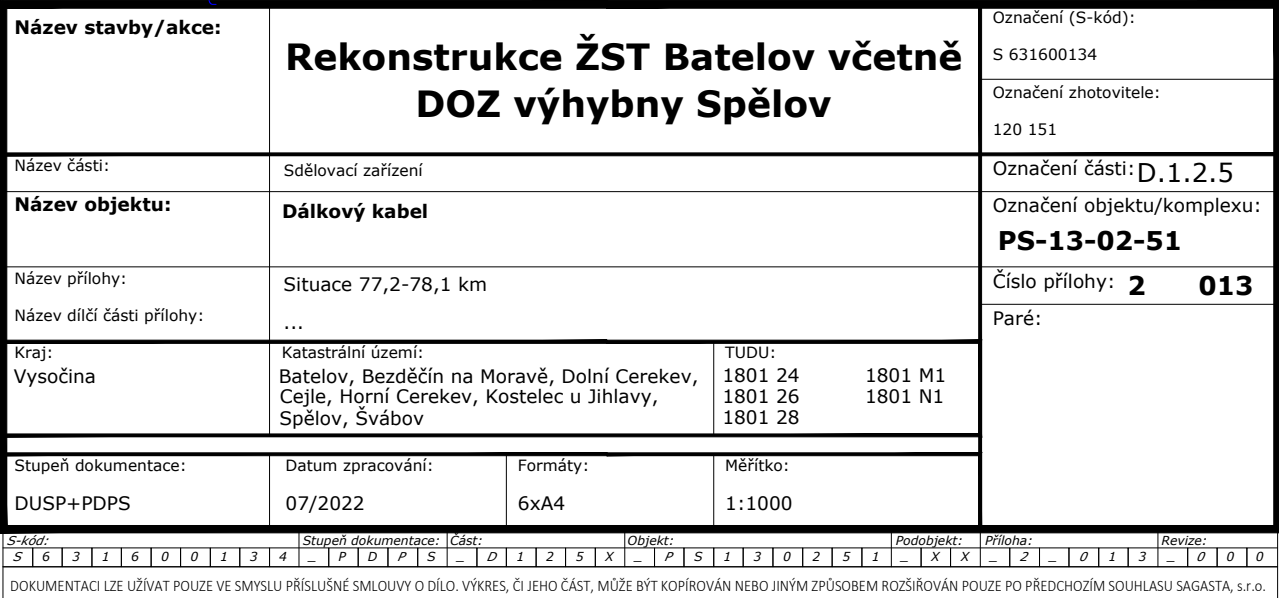 Název stavby/akce:
Rekonstrukce ŽST Batelov včetně
DOZ výhybny Spělov
Označení (S-kód):
S 631600134
Označení zhotovitele:
120 151
Název části:
Sdělovací zařízení
Označení části: D.1.2.5
Název objektu:
Dálkový kabel
Označení objektu/komplexu:
PS-13-02-51
Název přílohy:
Situace 77,2-78,1 km
Číslo přílohy: 2 013
Název dílčí části přílohy:
...
Paré:
Kraj:
Vysočina
Katastrální území:
Batelov, Bezděčín na Moravě, Dolní Cerekev,
Cejle, Horní Cerekev, Kostelec u Jihlavy,
Spělov, Švábov
TUDU:
1801 24 1801 M1
1801 26 1801 N1
1801 28
Stupeň dokumentace:
DUSP+PDPS
Datum zpracování:
07/2022
Formáty:
6xA4
Měřítko:
1:1000
S-kód: Stupeň dokumentace: Část: Objekt: Podobjekt: Příloha: Revize:
S 6 3 1 6 0 0 1 3 4 _ P D P S _ D 1 2 5 X _ P S 1 3 0 2 5 1 _ X X _ 2 _ 0 1 3 _ 0 0 0
DOKUMENTACI LZE UŽÍVAT POUZE VE SMYSLU PŘÍSLUŠNÉ SMLOUVY O DÍLO. VÝKRES, ČI JEHO ČÁST, MŮŽE BÝT KOPÍROVÁN NEBO JINÝM ZPŮSOBEM ROZŠIŘOVÁN POUZE PO PŘEDCHOZÍM SOUHLASU SAGASTA, s.r.o.